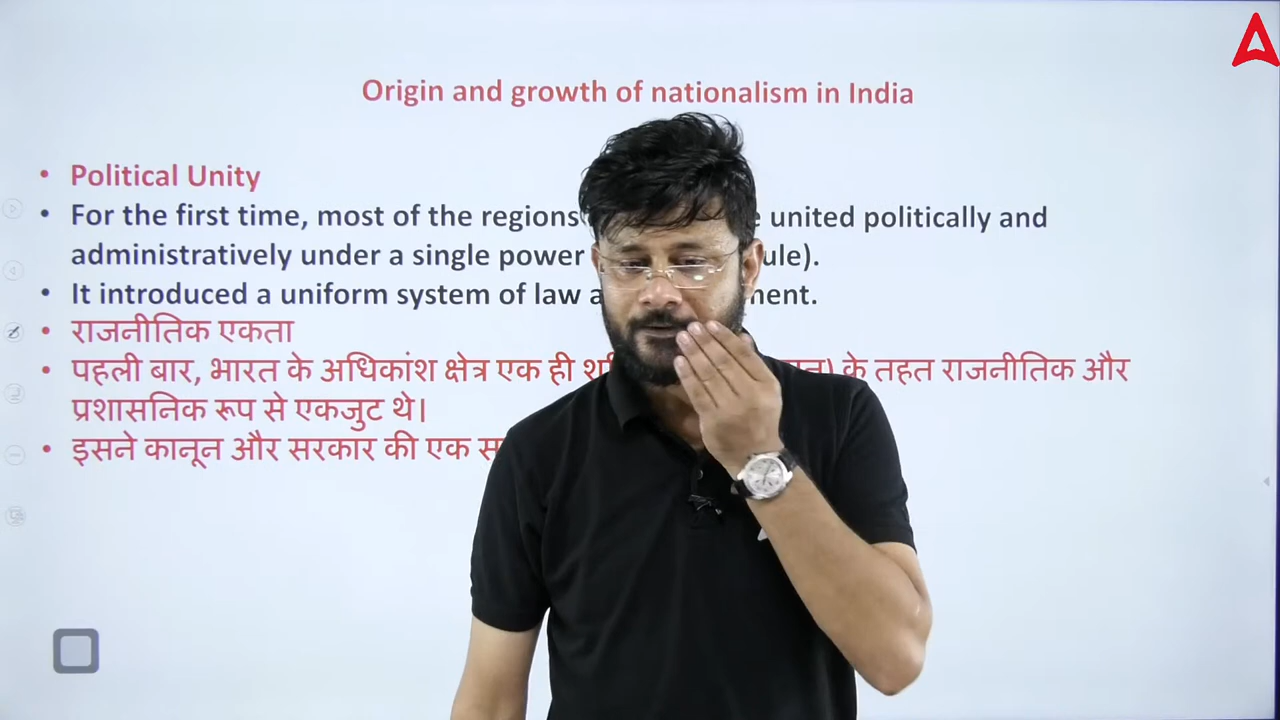 Origin and growth of nationalism in India
• Political Unity
• For the first time, most of the regions united politically and
administratively under a single power ule).
• It introduced a uniform system of law a ment.
• राजनीतिक एकता
• पहली बार, भारत के अधिकांश क्षेत्र एक ही के तहत राजनीतिक और
प्रशासनिक रूप से एकजुट थे।
• इसने कानून और सरकार की एक